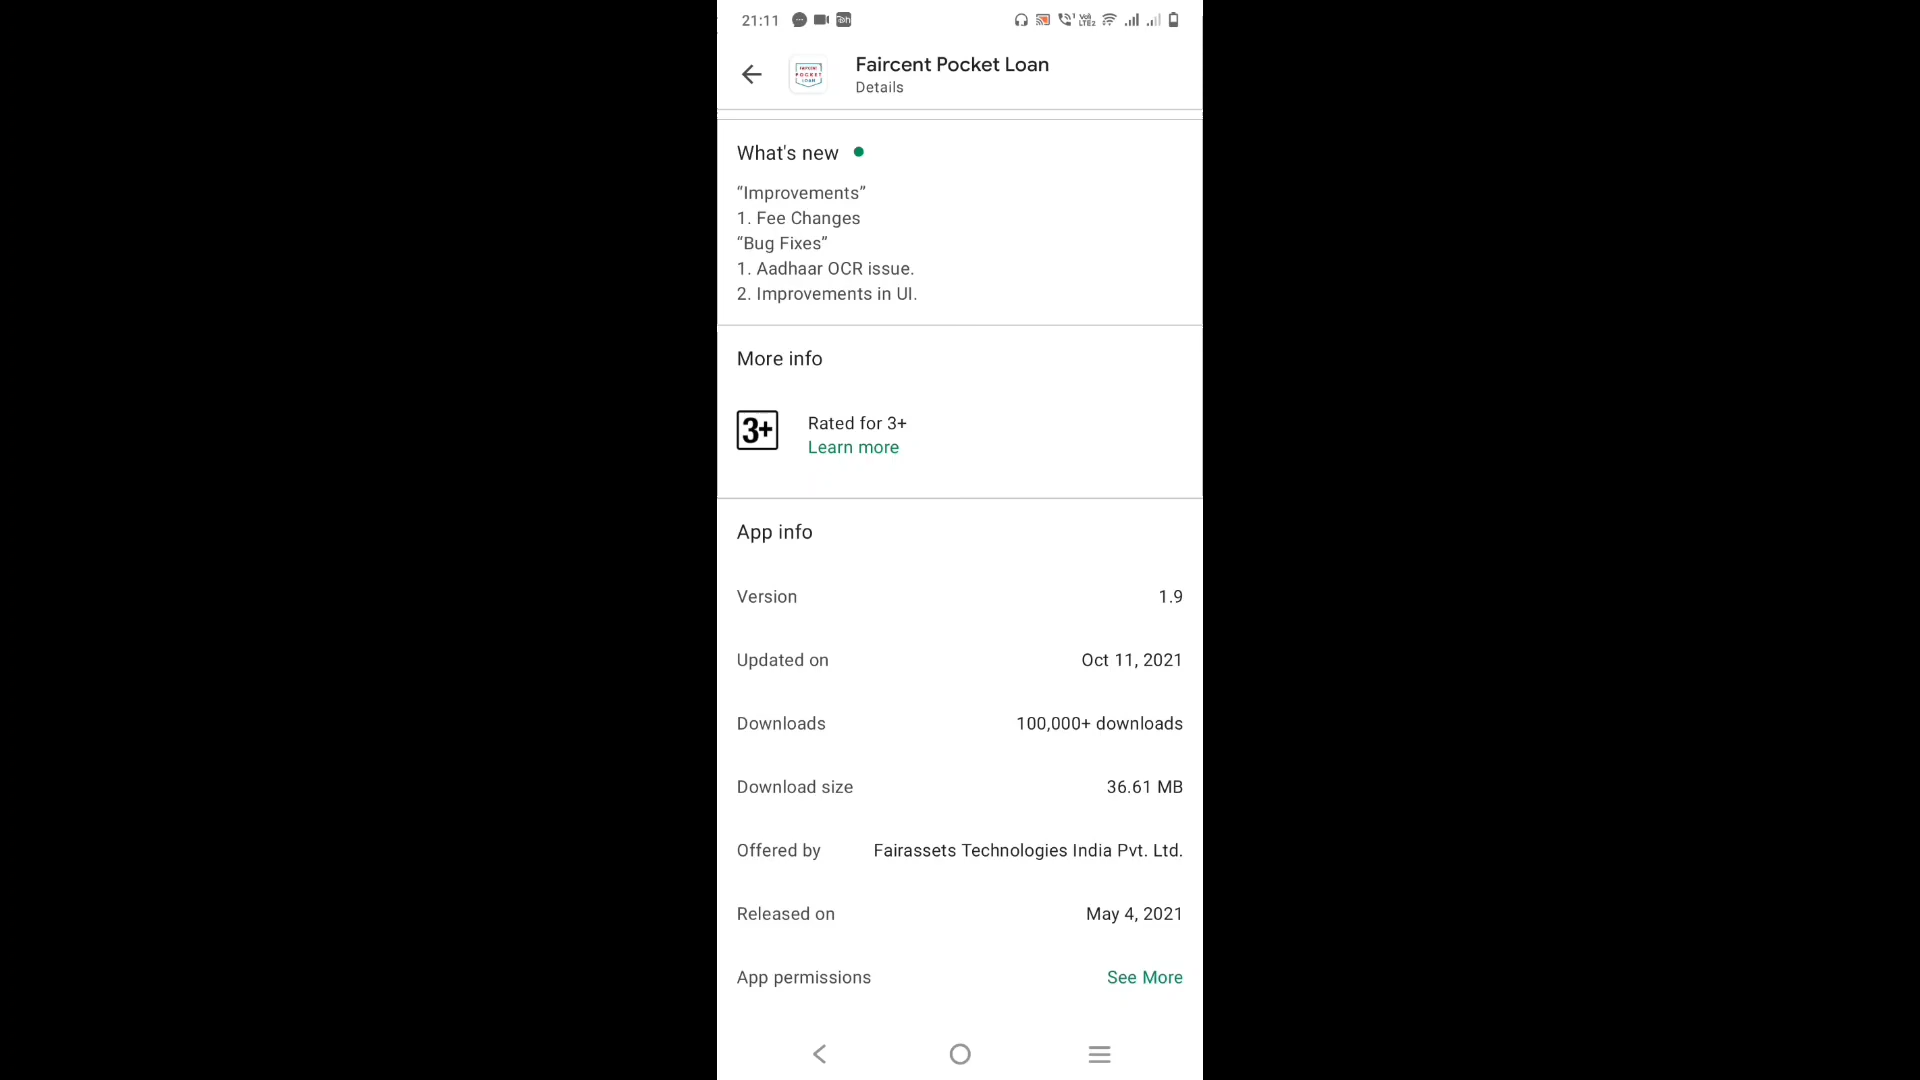 21:11
Faircent Pocket Loan
Details
What's new
“Improvements”
1. Fee Changes
“Bug Fixes”
1. Aadhaar OCR issue.
2. Improvements in UI.
More info
3+
Rated for 3+
Learn more
App info
Version 1.9
Updated on Oct 11, 2021
Downloads 100,000+ downloads
Download size 36.61 MB
Offered by Fairassets Technologies India Pvt. Ltd.
Released on May 4, 2021
App permissions See More